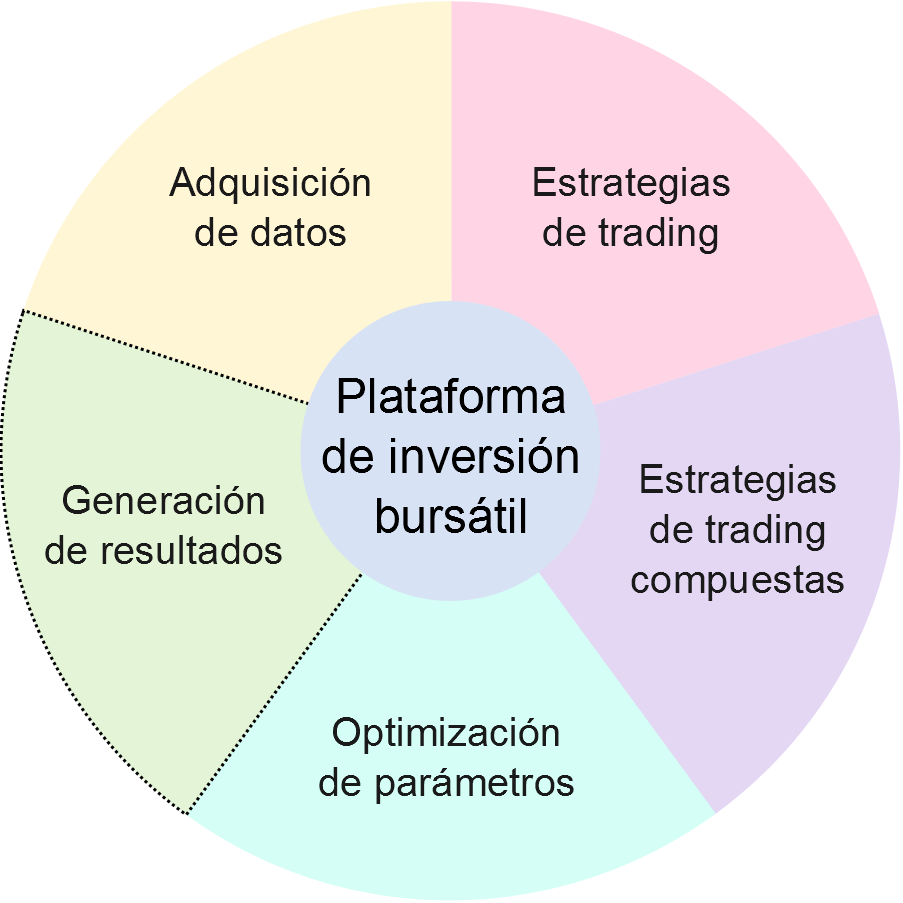 Adquisición
de datos
Estrategias
de trading
Plataforma
de inversión
bursátil
Estrategias
de trading
compuestas
Generación
de resultados
Optimización
de parámetros